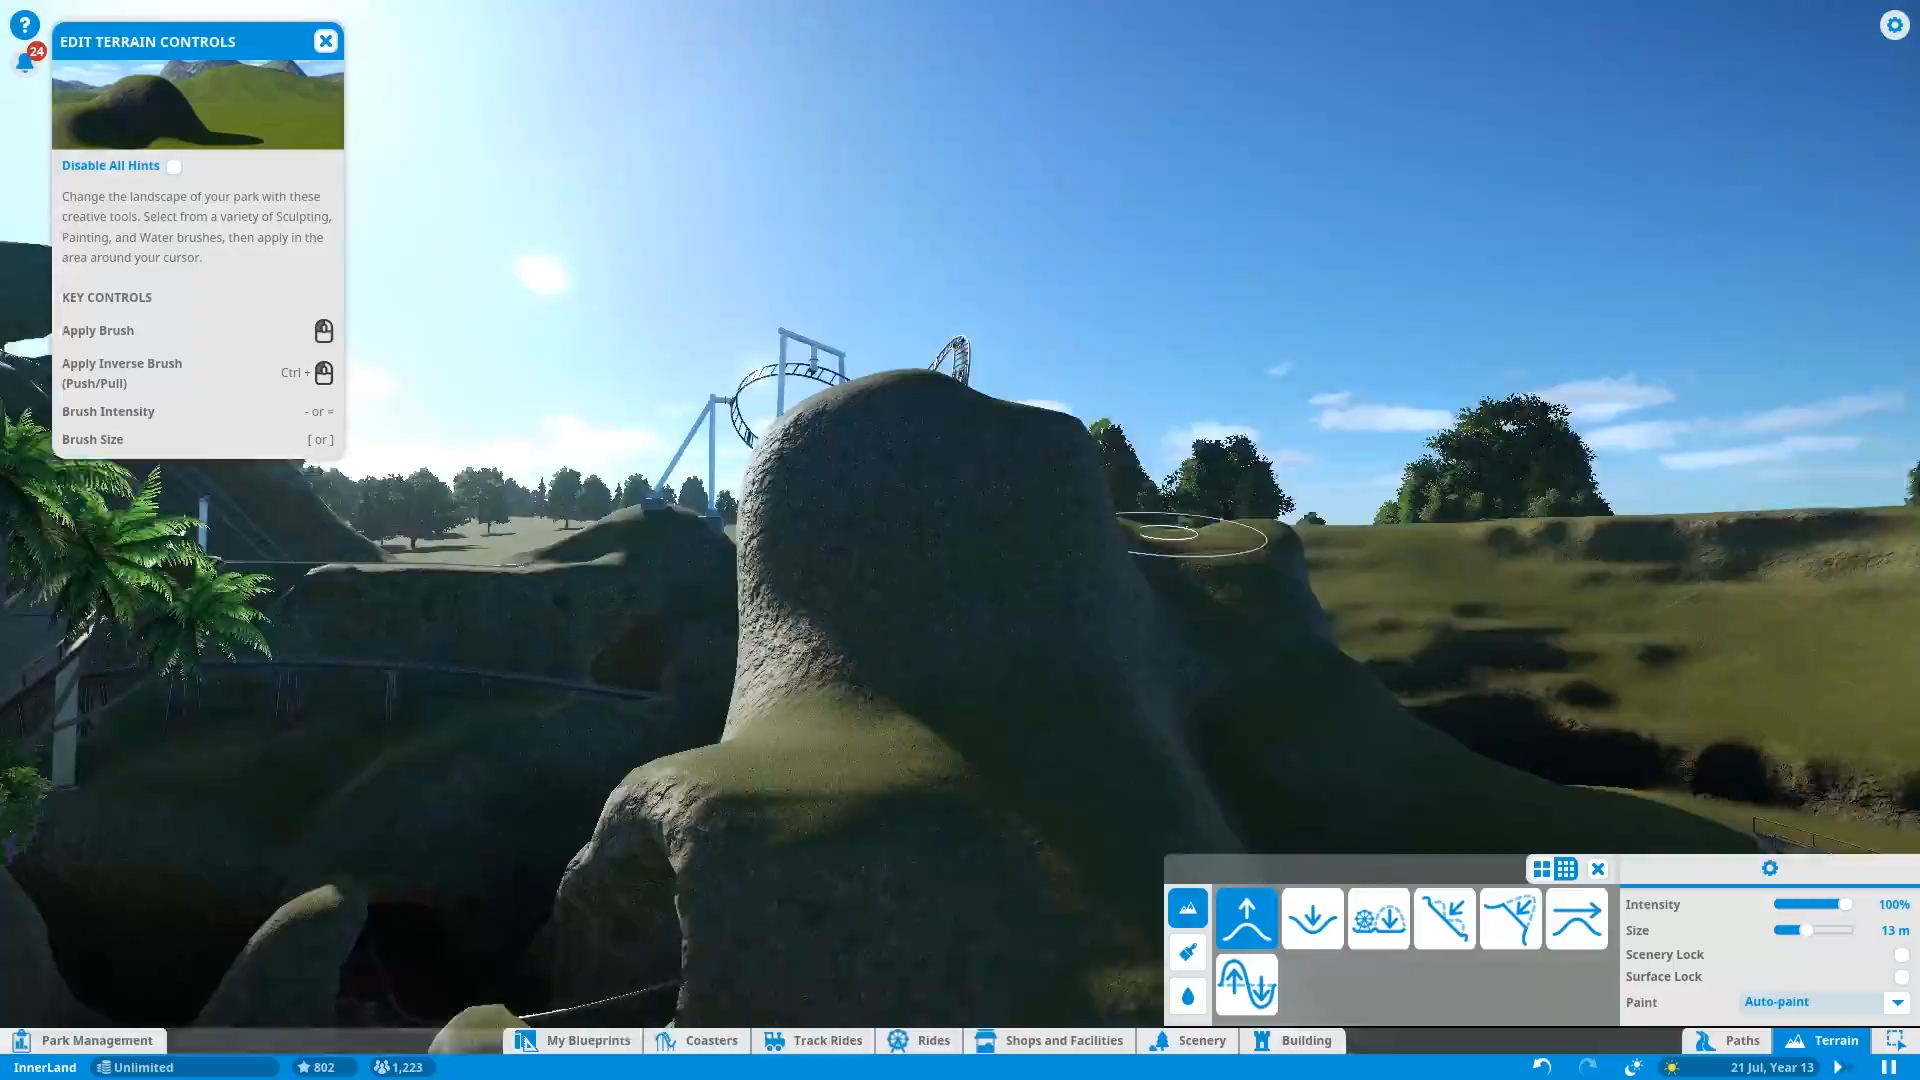 ?
24
EDIT TERRAIN CONTROLS
Disable All Hints
Change the landscape of your park with these
creative tools. Select from a variety of Sculpting,
Painting, and Water brushes, then apply in the
area around your cursor.
KEY CONTROLS
Apply Brush
Apply Inverse Brush
(Push/Pull)
Ctrl +
Brush Intensity
- or =
Brush Size
[ or ]
Intensity
100%
Size
13 m
Scenery Lock
Surface Lock
Paint
Auto-paint
Park Management
My Blueprints
Coasters
Track Rides
Rides
Shops and Facilities
Scenery
Building
Paths
Terrain
InnerLand
Unlimited
802
1,223
21 Jul, Year 13